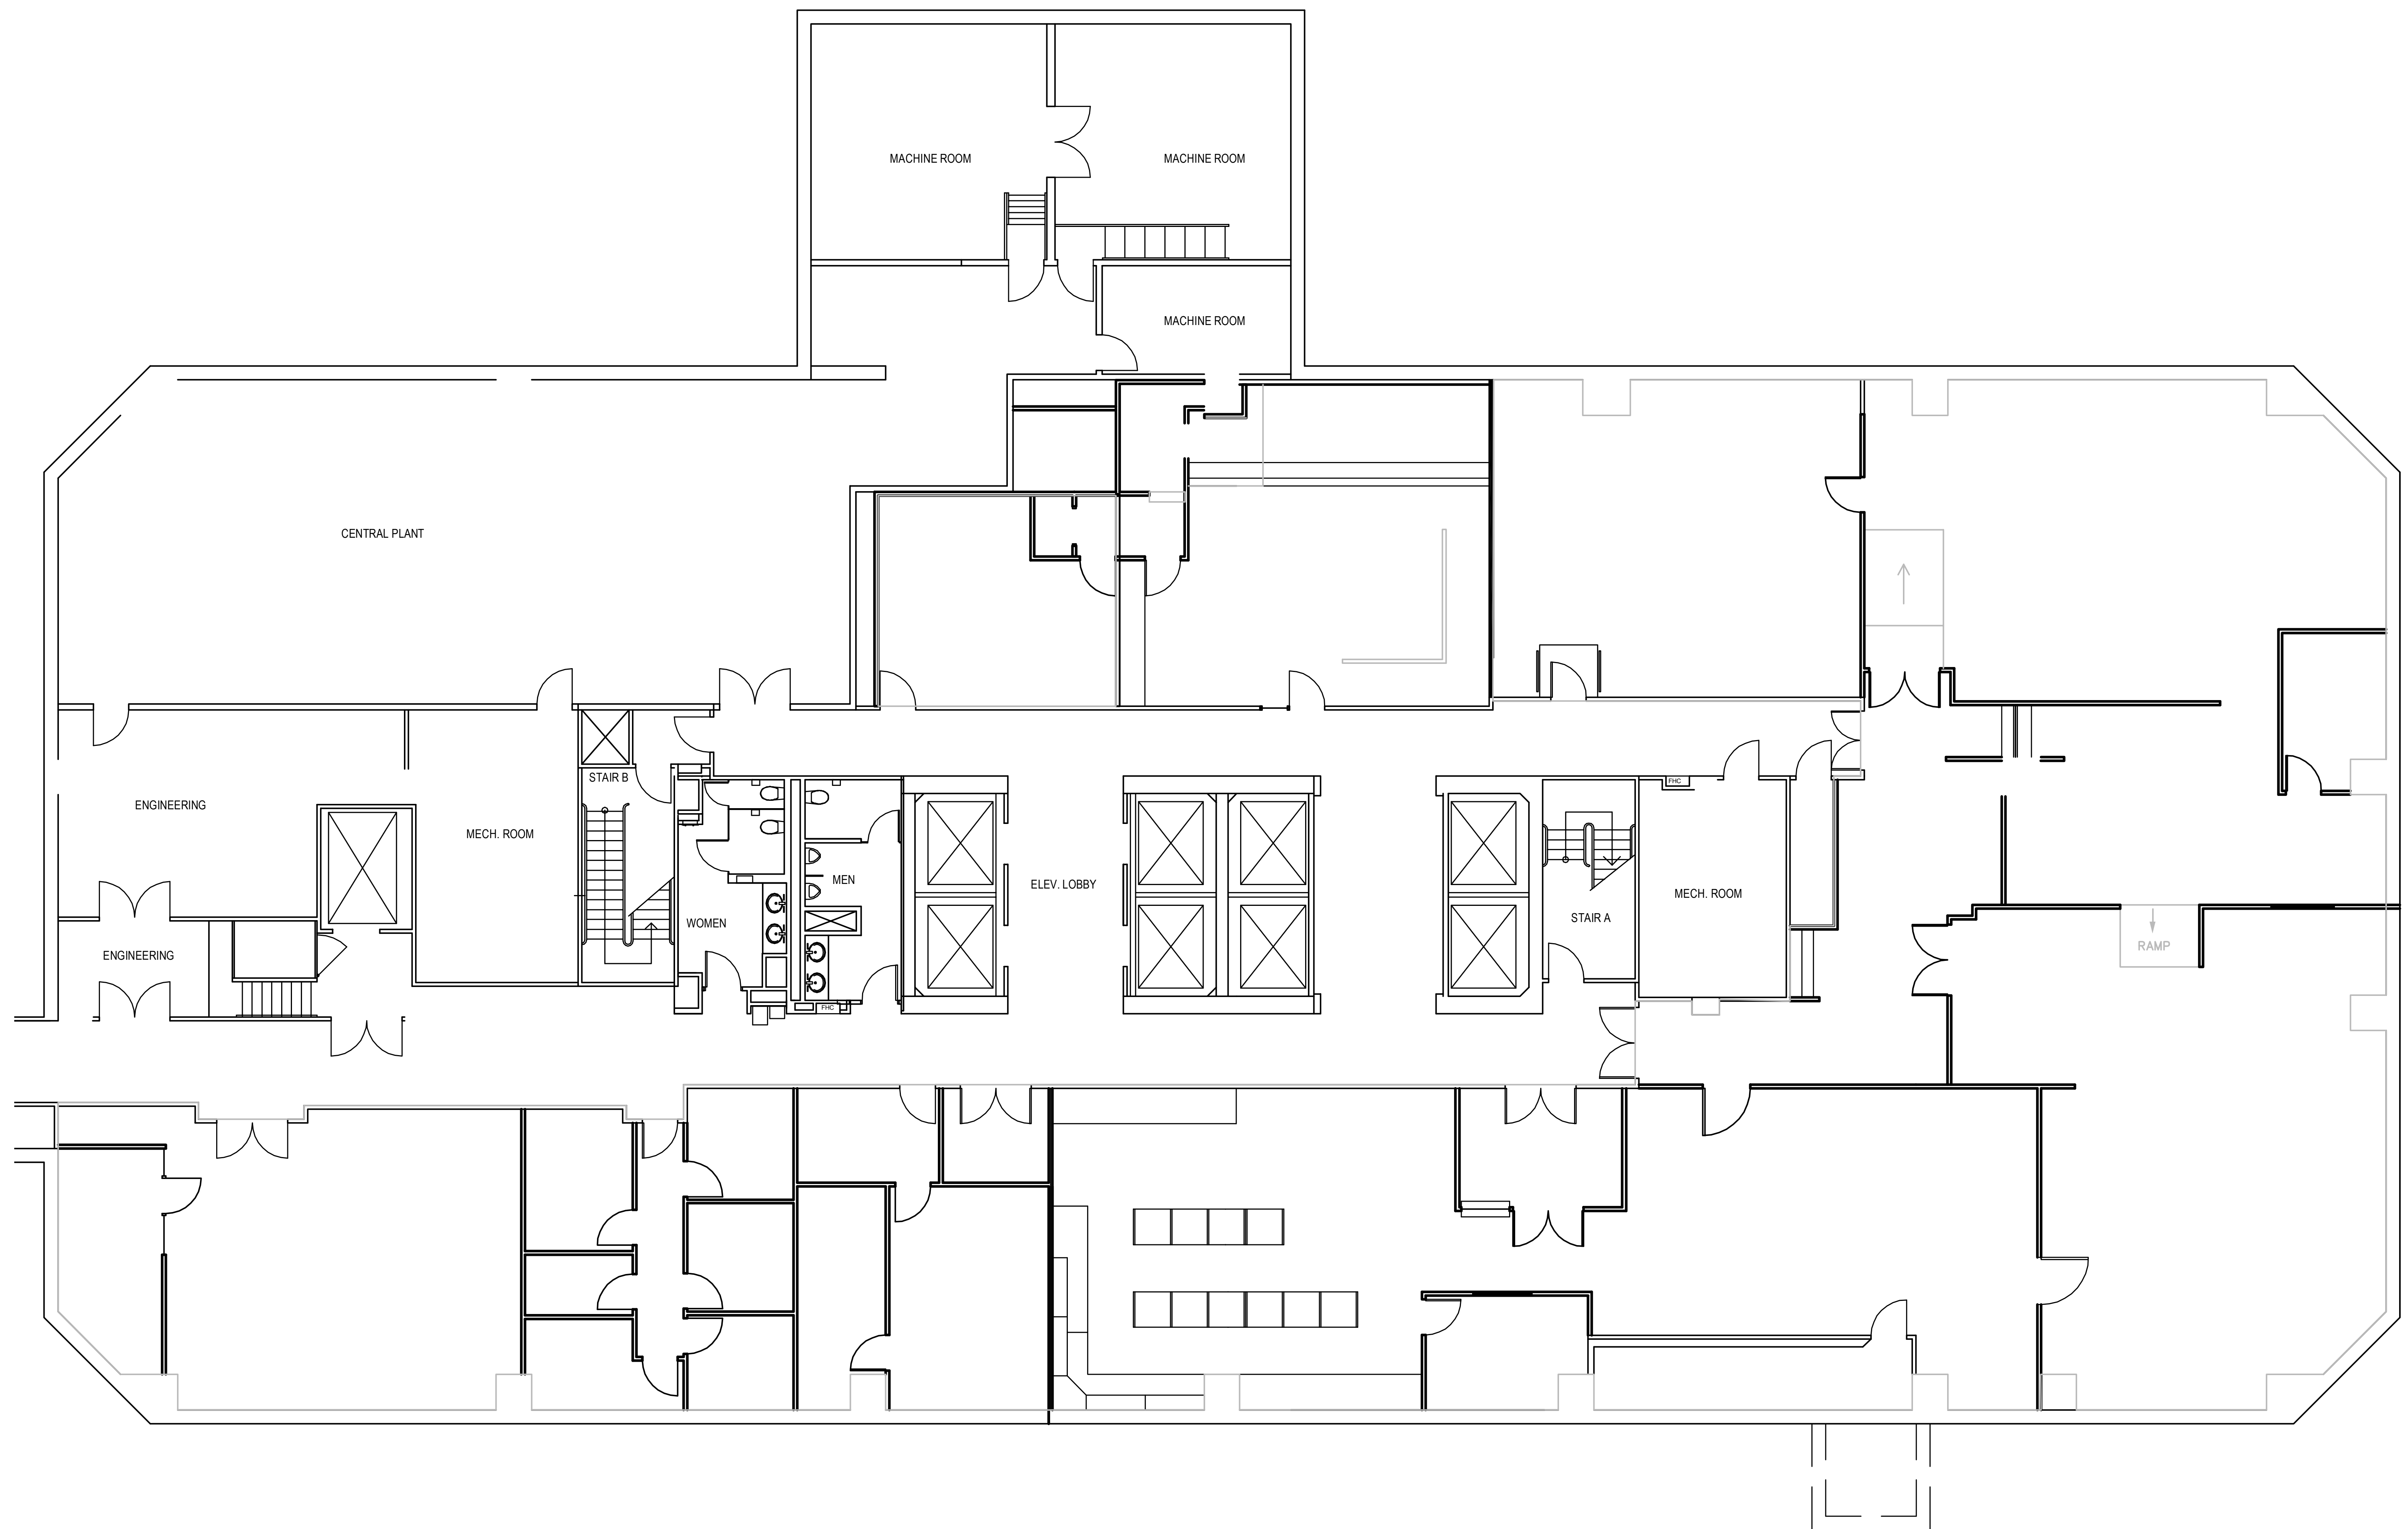 MACHINE ROOM
MACHINE ROOM
MACHINE ROOM
CENTRAL PLANT
STAIR B
FHC
ENGINEERING
MECH. ROOM
MEN
ELEV. LOBBY
MECH. ROOM
WOMEN
STAIR A
RAMP
ENGINEERING
FHC